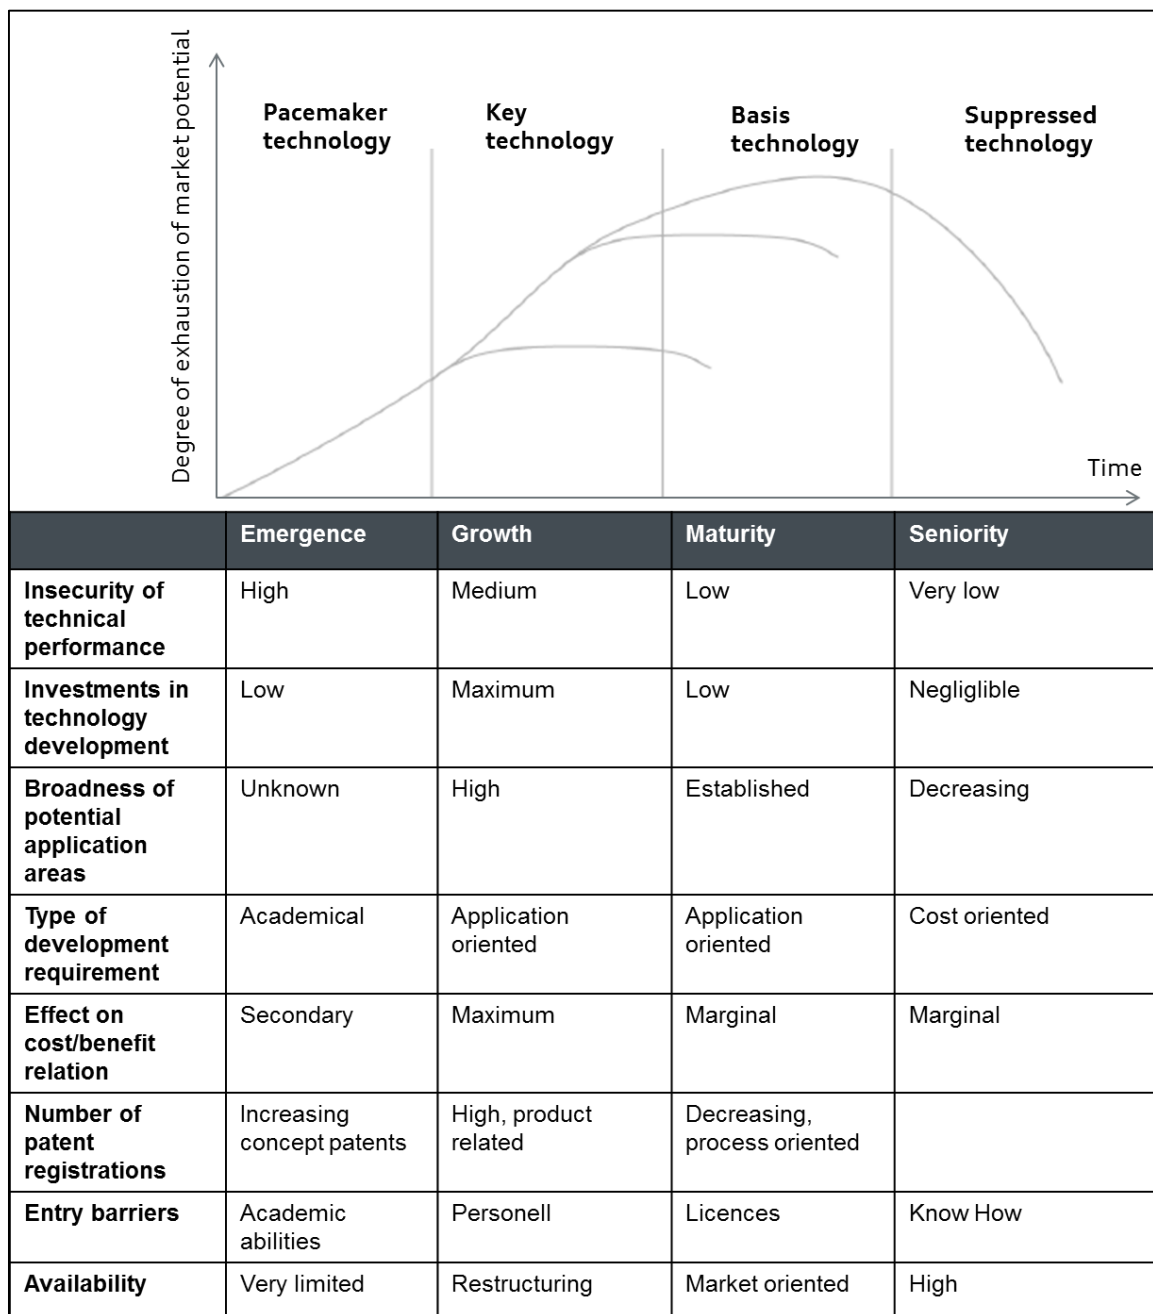 Degree of exhaustion of market potential
Pacemaker
technology
Key
technology
Basis
technology
Suppressed
technology
Time
Emergence Growth Maturity Seniority
Insecurity of
technical
performance
High
Medium
Low
Very low
Investments in
technology
development
Low
Maximum
Low
Negliglible
Broadness of
potential
application
areas
Unknown
High
Established
Decreasing
Type of
development
requirement
Academical
Application
oriented
Application
oriented
Cost oriented
Effect on
cost/benefit
relation
Secondary
Maximum
Marginal
Marginal
Number of
patent
registrations
Increasing
concept patents
High, product
related
Decreasing,
process oriented
Entry barriers
Academic
abilities
Personell
Licences
Know How
Availability
Very limited
Restructuring
Market oriented
High